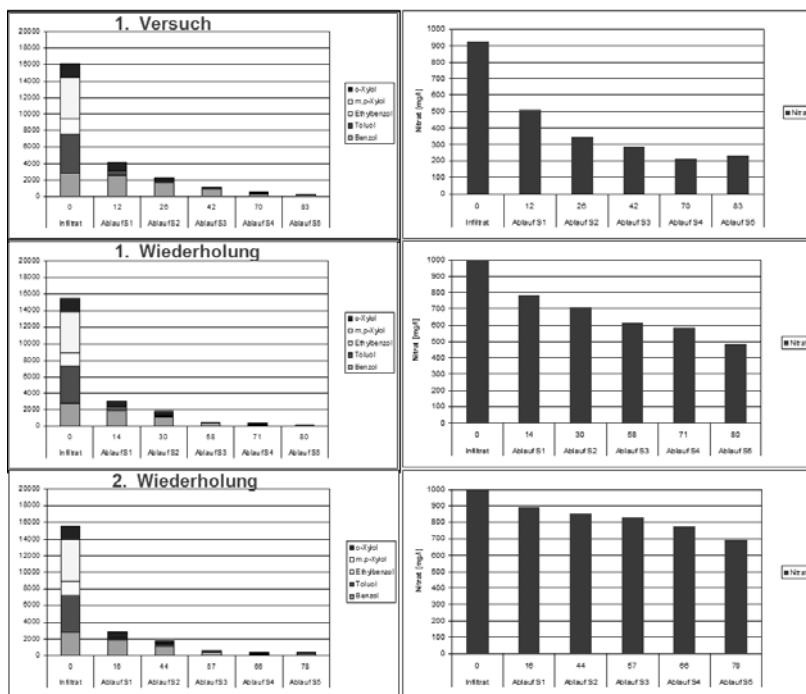 1. Versuch
20000
18000
16000
14000
12000
10000
8000
6000
4000
2000
0
o-Xylol
m,p-Xylol
Ethylbenzol
Toluol
Benzol
0 12 26 42 70 83
Infiltrat Ablauf S1 Ablauf S2 Ablauf S3 Ablauf S4 Ablauf S5
Nitrat [mg/l]
1000
900
800
700
600
500
400
300
200
100
0
Nitrat
0 12 26 42 70 83
Infiltrat Ablauf S1 Ablauf S2 Ablauf S3 Ablauf S4 Ablauf S5
1. Wiederholung
20000
18000
16000
14000
12000
10000
8000
6000
4000
2000
0
o-Xylol
m,p-Xylol
Ethylbenzol
Toluol
Benzol
0 14 30 58 71 80
Infiltrat Ablauf S1 Ablauf S2 Ablauf S3 Ablauf S4 Ablauf S5
Nitrat [mg/l]
1000
900
800
700
600
500
400
300
200
100
0
Nitrat
0 14 30 58 71 80
Infiltrat Ablauf S1 Ablauf S2 Ablauf S3 Ablauf S4 Ablauf S5
2. Wiederholung
20000
18000
16000
14000
12000
10000
8000
6000
4000
2000
0
o-Xylol
m,p-Xylol
Ethylbenzol
Toluol
Benzol
0 16 44 57 66 78
Infiltrat Ablauf S1 Ablauf S2 Ablauf S3 Ablauf S4 Ablauf S5
Nitrat [mg/l]
1000
900
800
700
600
500
400
300
200
100
0
Nitrat
0 16 44 57 66 78
Infiltrat Ablauf S1 Ablauf S2 Ablauf S3 Ablauf S4 Ablauf S5